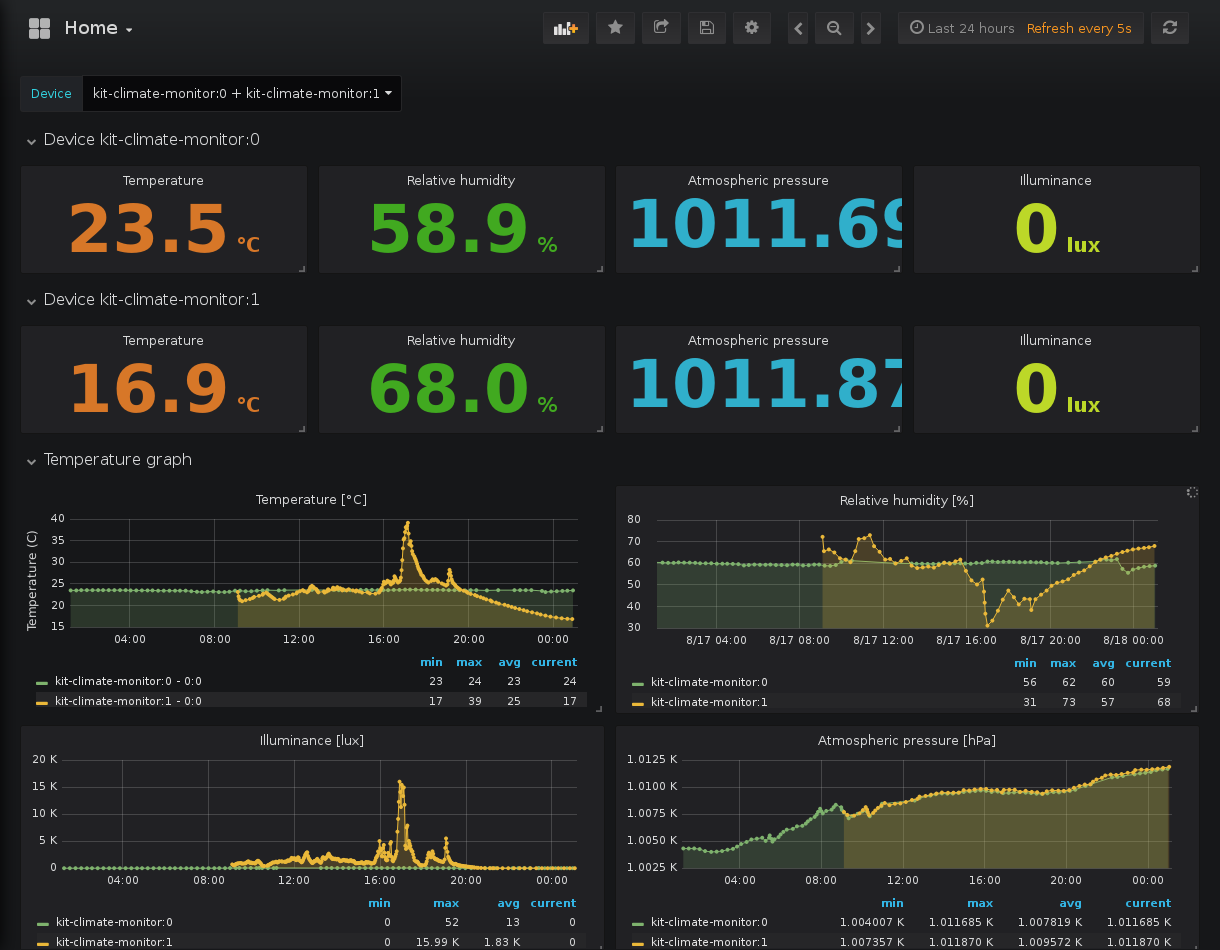 Home
Last 24 hours Refresh every 5s
Device kit-climate-monitor:0 + kit-climate-monitor:1
Device kit-climate-monitor:0
Temperature Relative humidity Atmospheric pressure Illuminance
23.5 °C 58.9 % 1011.69 0 lux
Device kit-climate-monitor:1
Temperature Relative humidity Atmospheric pressure Illuminance
16.9 °C 68.0 % 1011.87 0 lux
Temperature graph
Temperature [°C]
Temperature (C)
40
35
30
25
20
15
04:00 08:00 12:00 16:00 20:00 00:00
min max avg current
kit-climate-monitor:0 - 0:0 23 24 23 24
kit-climate-monitor:1 - 0:0 17 39 25 17
Relative humidity [%]
80
70
60
50
40
30
8/17 04:00 8/17 08:00 8/17 12:00 8/17 16:00 8/17 20:00 8/18 00:00
min max avg current
kit-climate-monitor:0 56 62 60 59
kit-climate-monitor:1 31 73 57 68
Illuminance [lux]
20 K
15 K
10 K
5 K
0
04:00 08:00 12:00 16:00 20:00 00:00
min max avg current
kit-climate-monitor:0 0 52 13 0
kit-climate-monitor:1 0 15.99 K 1.83 K 0
Atmospheric pressure [hPa]
1.0125 K
1.0100 K
1.0075 K
1.0050 K
1.0025 K
04:00 08:00 12:00 16:00 20:00 00:00
min max avg current
kit-climate-monitor:0 1.004007 K 1.011685 K 1.007819 K 1.011685 K
kit-climate-monitor:1 1.007357 K 1.011870 K 1.009572 K 1.011870 K